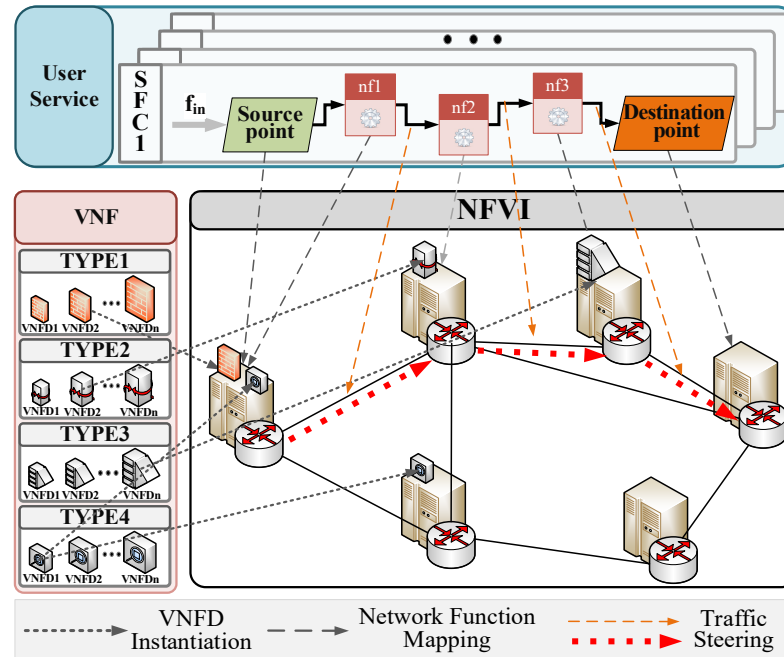 User
Service
SFC1
f_in
Source
point
nf1
nf2
nf3
Destination
point
VNF
TYPE1
VNFD1 VNFD2 VNFDn
TYPE2
VNFD1 VNFD2 VNFDn
TYPE3
VNFD1 VNFD2 VNFDn
TYPE4
VNFD1 VNFD2 VNFDn
NFVI
VNFD
Instantiation
Network Function
Mapping
Traffic
Steering